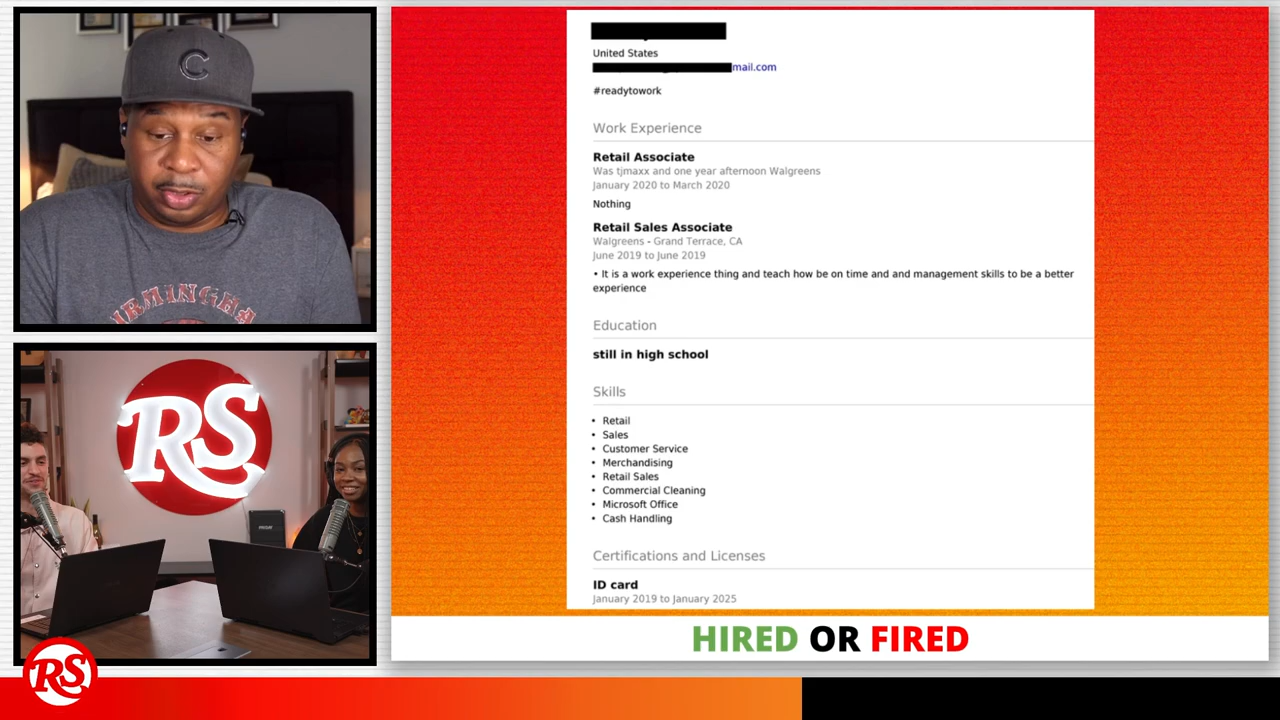 C
IRMINGHA
RS
RS
United States
mail.com
#readytowork
Work Experience
Retail Associate
Was tjmaxx and one year afternoon Walgreens
January 2020 to March 2020
Nothing
Retail Sales Associate
Walgreens - Grand Terrace, CA
June 2019 to June 2019
• It is a work experience thing and teach how be on time and and management skills to be a better
experience
Education
still in high school
Skills
• Retail
• Sales
• Customer Service
• Merchandising
• Retail Sales
• Commercial Cleaning
• Microsoft Office
• Cash Handling
Certifications and Licenses
ID card
January 2019 to January 2025
HIRED OR FIRED